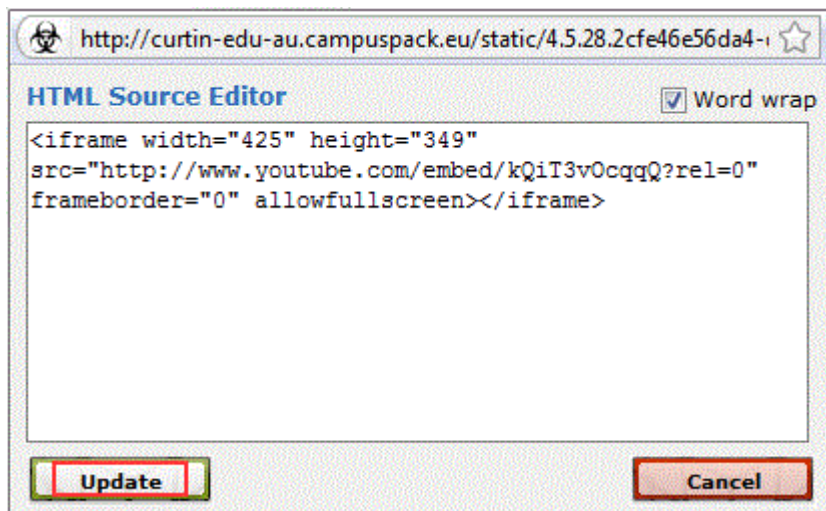 http://curtin-edu-au.campuspack.eu/static/4.5.28.2cfe46e56da4-
HTML Source Editor
Word wrap
<iframe width="425" height="349"
src="http://www.youtube.com/embed/kQiT3vOcqqQ?rel=0"
frameborder="0" allowfullscreen></iframe>
Update
Cancel